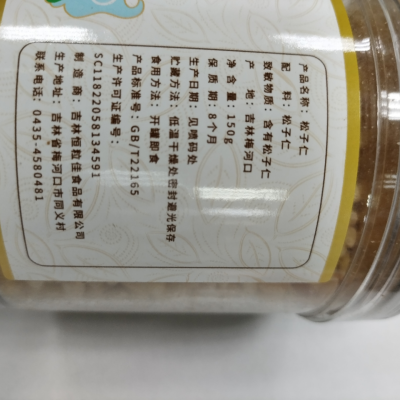 产品名称：松子仁
配料：松子仁
致敏物质：含有松子仁
产地：吉林梅河口
净含量：150g
保质期：8个月
生产日期：见喷码处
贮藏方法：低温干燥处密封避光保存
食用方法：开罐即食
产品标准号：GB/T22165
生产许可证编号：
SC11822058134591
制造商：吉林恒粒佳食品有限公司
生产地址：吉林省梅河口市同义村
联系电话：0435-4580481